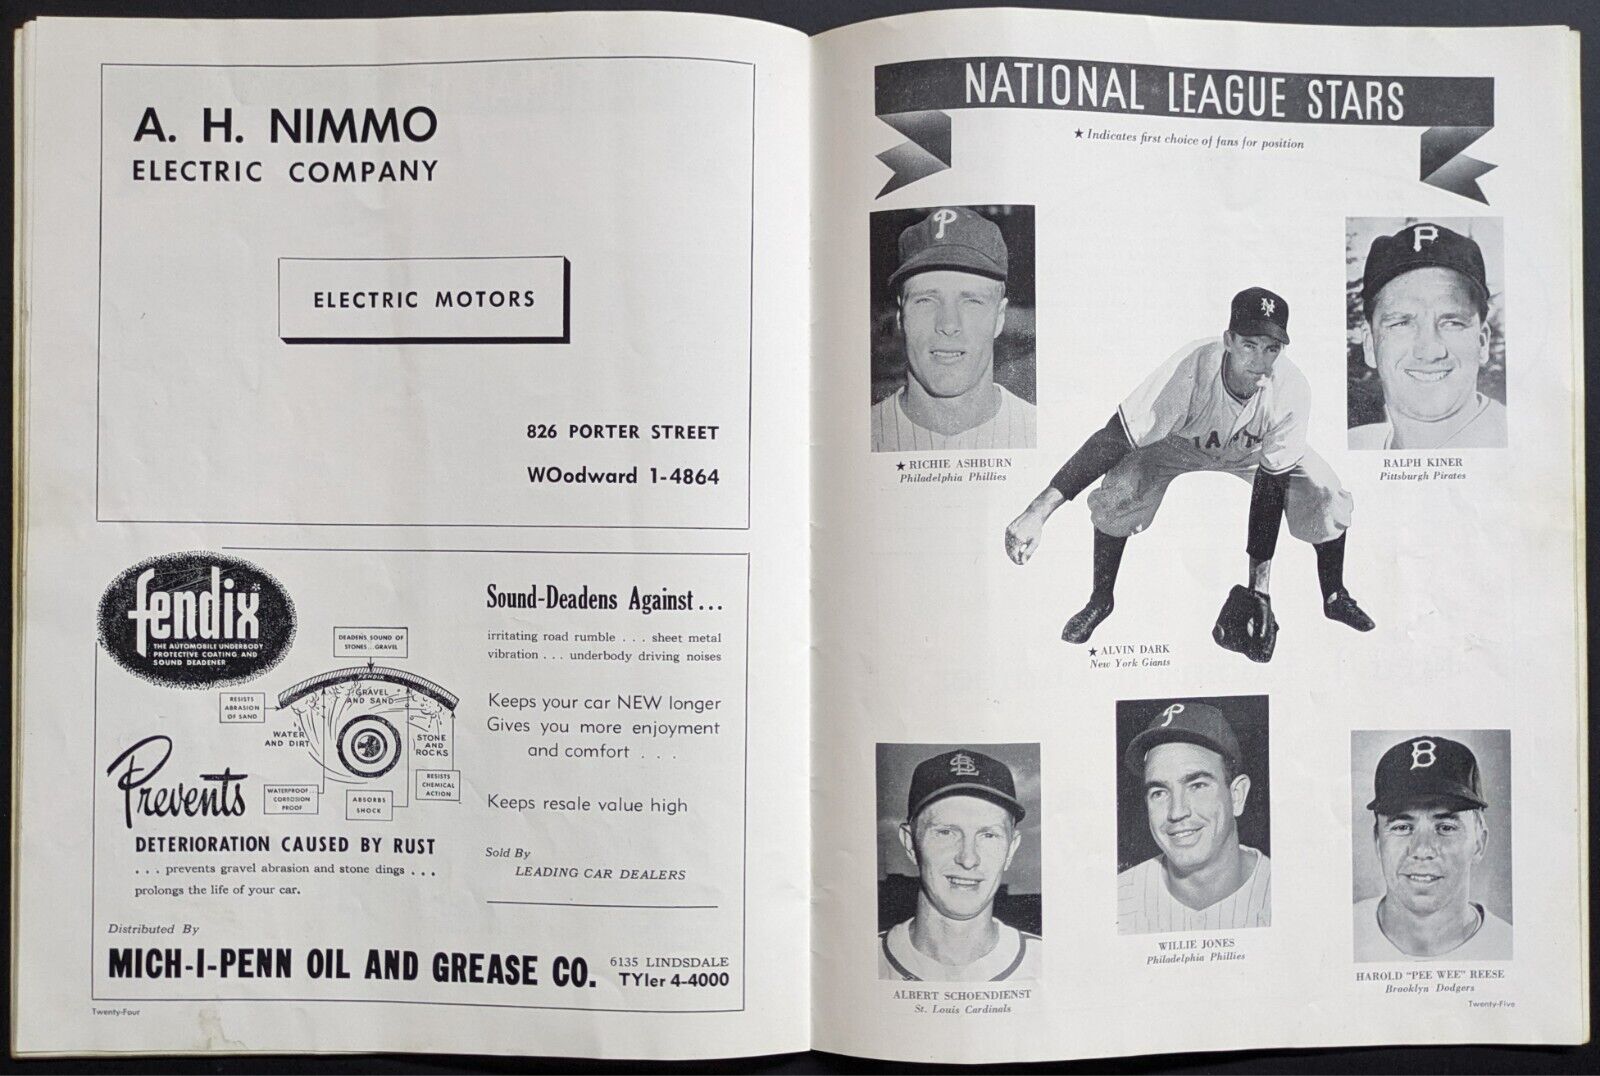 A. H. NIMMO
ELECTRIC COMPANY
ELECTRIC MOTORS
826 PORTER STREET
WOodward 1-4864
fendix
THE AUTOMOBILE UNDERBODY
PROTECTIVE COATING AND
SOUND DEADENER
DEADENS SOUND OF
STONES.. GRAVEL
FENDIX
GRAVEL
AND SAND
RESISTS
ABRASION
OF SAND
WATER
AND DIRT
STONE
AND
ROCKS
RESISTS
CHEMICAL
ACTION
WATERPROOF..
CORROSION
PROOF
ABSORBS
SHOCK
Prevents
DETERIORATION CAUSED BY RUST
. . . prevents gravel abrasion and stone dings . . .
prolongs the life of your car.
Sound-Deadens Against . . .
irritating road rumble . . . sheet metal
vibration . . . underbody driving noises
Keeps your car NEW longer
Gives you more enjoyment
and comfort . . .
Keeps resale value high
Sold By
LEADING CAR DEALERS
Distributed By
MICH-I-PENN OIL AND GREASE CO.
6135 LINDSDALE
TYler 4-4000
Twenty-Four
NATIONAL LEAGUE STARS
★ Indicates first choice of fans for position
P
★ RICHIE ASHBURN
Philadelphia Phillies
P
RALPH KINER
Pittsburgh Pirates
NY
IANT
★ ALVIN DARK
New York Giants
STL
ALBERT SCHOENDIENST
St. Louis Cardinals
P
WILLIE JONES
Philadelphia Phillies
B
HAROLD "PEE WEE" REESE
Brooklyn Dodgers
Twenty-Five